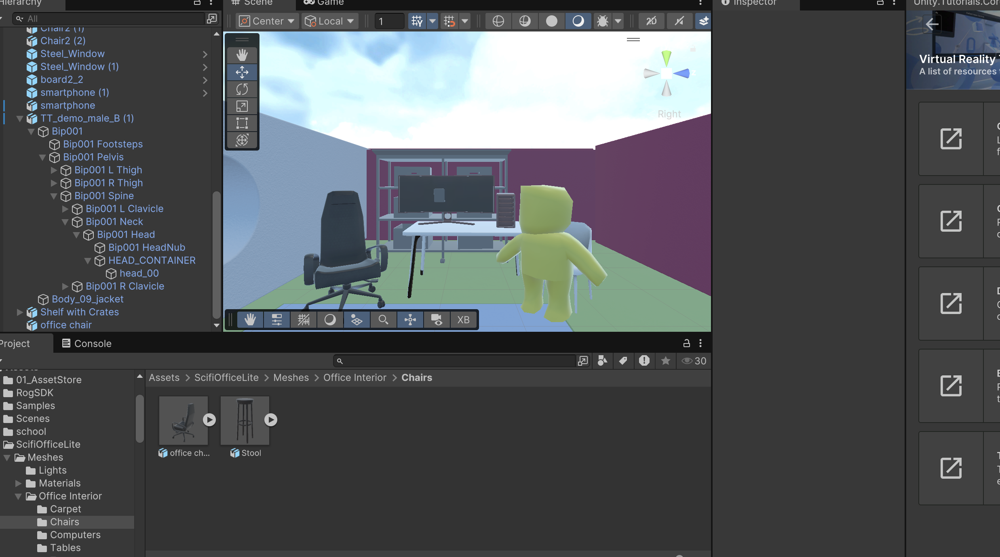 Hierarchy
All
Chair2 (1)
Chair2 (2)
Steel_Window
Steel_Window (1)
board2_2
smartphone (1)
smartphone
TT_demo_male_B (1)
Bip001
Bip001 Footsteps
Bip001 Pelvis
Bip001 L Thigh
Bip001 R Thigh
Bip001 Spine
Bip001 L Clavicle
Bip001 Neck
Bip001 Head
Bip001 HeadNub
HEAD_CONTAINER
head_00
Bip001 R Clavicle
Body_09_jacket
Shelf with Crates
office chair
Scene
Game
Center
Local
1
2D
Z
Right
XB
Inspector
Unity.Tutorials.Cor
Virtual Reality T
A list of resources
Project
Console
30
Assets
01_AssetStore
RogSDK
Samples
Scenes
school
ScifiOfficeLite
Meshes
Lights
Materials
Office Interior
Carpet
Chairs
Computers
Tables
Assets > ScifiOfficeLite > Meshes > Office Interior > Chairs
office ch...
Stool